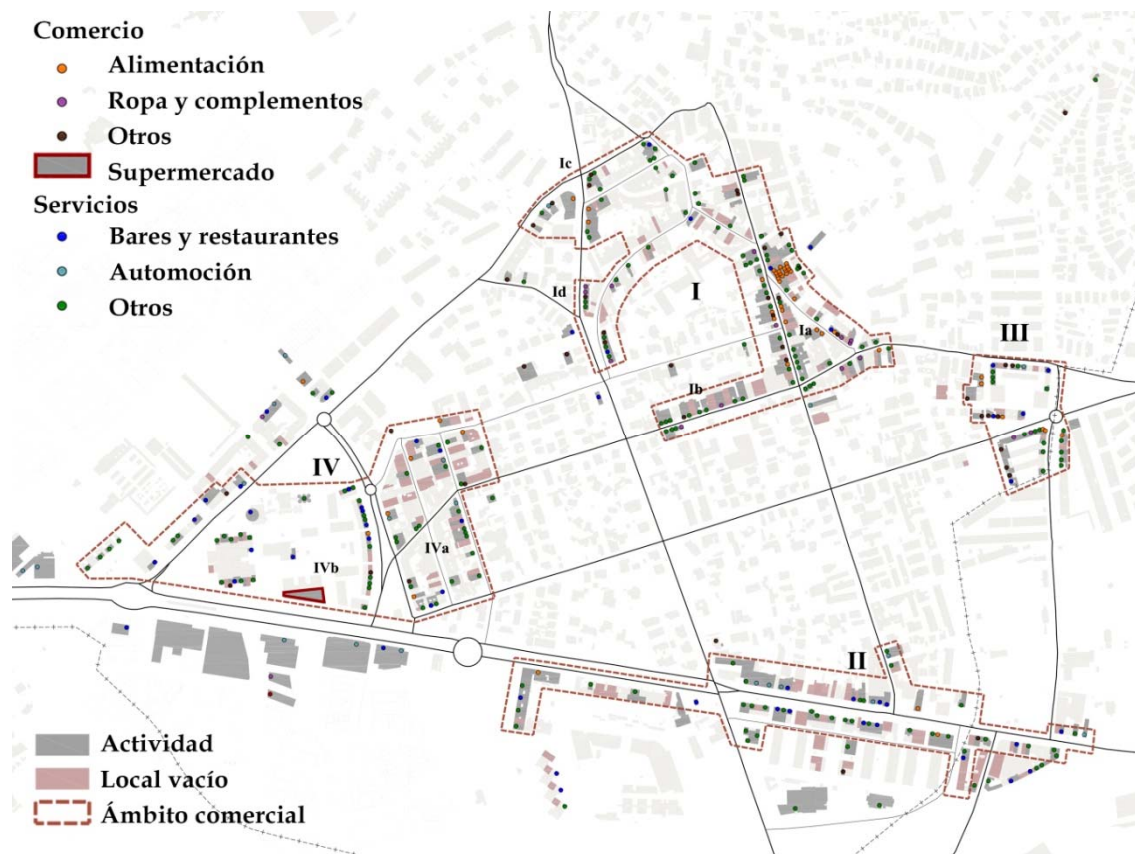 Comercio
Alimentación
Ropa y complementos
Otros
Supermercado
Servicios
Bares y restaurantes
Automoción
Otros
Ic
Id
I
Ia
Ib
III
IV
IVa
IVb
II
Actividad
Local vacío
Ámbito comercial